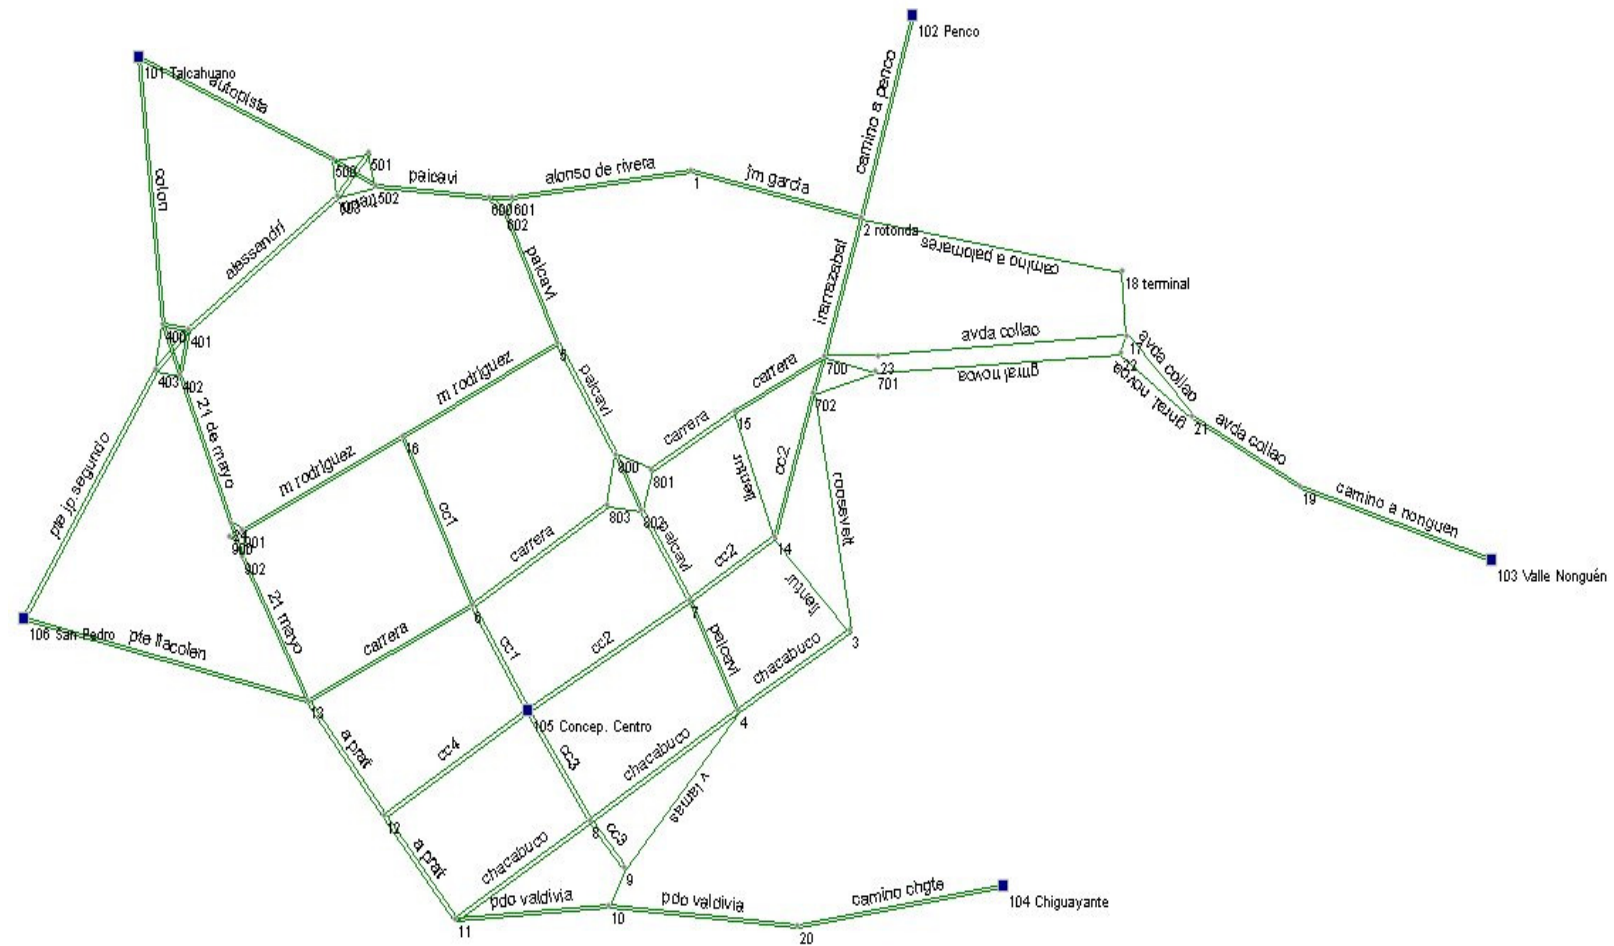 102 Penco
101 Talcahuano
autopista
camino a penco
500
501
502
paicavi
alonso de rivera
jm garcia
1
600
601
602
2 rotonda
colon
alessandri
camino a palomares
18 terminal
paicavi
irarrazabal
400
401
403
402
avda collao
17
avda collao
5
m rodriguez
carrera
700
23
701
grral novoa
22
grral novoa
702
21 de mayo
paicavi
carrera
15
21
avda collao
16
m rodriguez
pte jp.segundo
800
801
lientur
cc2
roosevelt
19
camino a nonguen
24
901
900
902
cc1
carrera
803
802
paicavi
14
cc2
103 Valle Nonguén
21 mayo
6
7
lientur
106 San Pedro
pte llacolen
carrera
cc1
cc2
paicavi
chacabuco
3
13
105 Concep. Centro
4
a prat
cc4
cc3
chacabuco
v lamas
12
8
cc3
a prat
chacabuco
9
pdo valdivia
pdo valdivia
camino chgte
104 Chiguayante
11
10
20